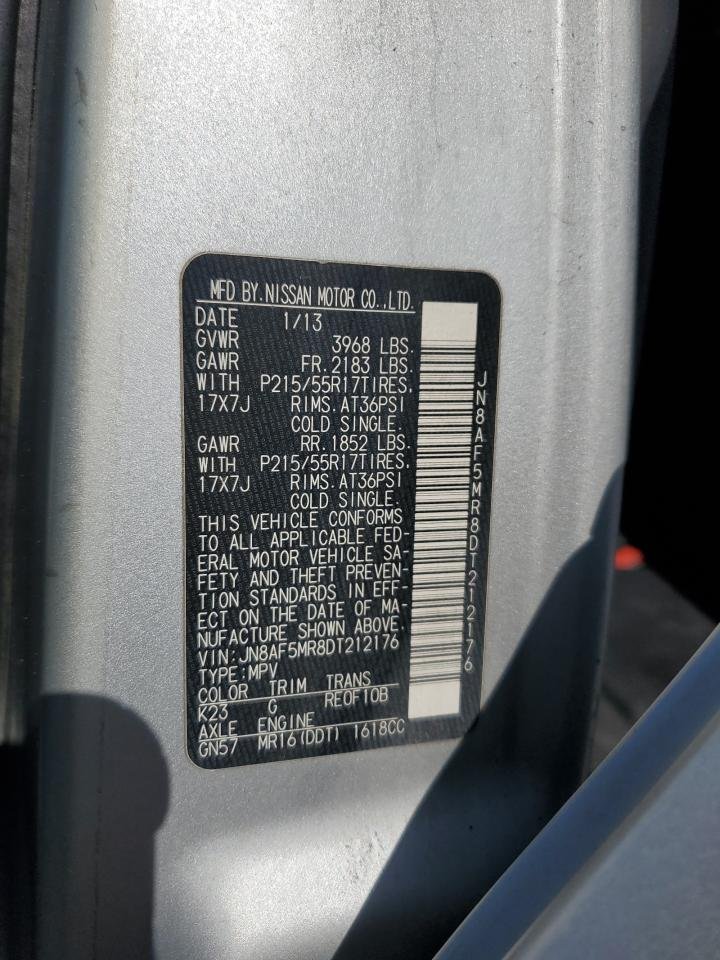 MFD BY.NISSAN MOTOR CO.,LTD.
DATE 1/13
GVWR 3968 LBS.
GAWR FR.2183 LBS.
WITH P215/55R17TIRES.
17X7J RIMS.AT36PSI
COLD SINGLE.
GAWR RR.1852 LBS.
WITH P215/55R17TIRES.
17X7J RIMS.AT36PSI
COLD SINGLE.
THIS VEHICLE CONFORMS
TO ALL APPLICABLE FED-
ERAL MOTOR VEHICLE SA-
FETY AND THEFT PREVEN-
TION STANDARDS IN EFF-
ECT ON THE DATE OF MA-
NUFACTURE SHOWN ABOVE.
VIN:JN8AF5MR8DT212176
TYPE:MPV
COLOR TRIM TRANS
K23 G RE0F10B
AXLE ENGINE
GN57 MR16(DDT) 1618CC
JN8AF5MR8DT212176